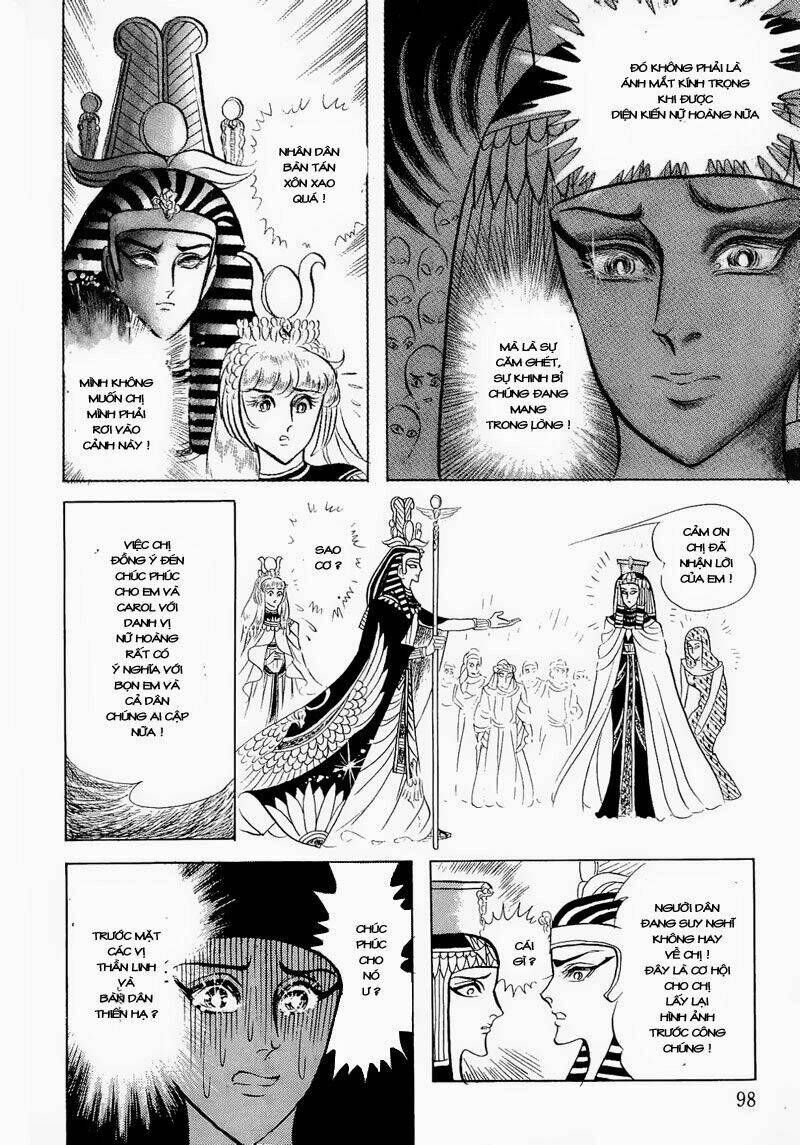 ĐÓ KHÔNG PHẢI LÀ
ÁNH MẮT KÍNH TRỌNG
KHI ĐƯỢC
DIỆN KIẾN NỮ HOÀNG NỮA
MÀ LÀ SỰ
CĂM GHÉT,
SỰ KHINH BỈ
CHÚNG ĐANG
MANG
TRONG LÒNG !
NHÂN DÂN
BÀN TÁN
XÔN XAO
QUÁ !
MÌNH KHÔNG
MUỐN CHỊ
MÌNH PHẢI
RƠI VÀO
CẢNH NÀY !
CẢM ƠN
CHỊ ĐÃ
NHẬN LỜI
CỦA EM !
SAO
CƠ ?
VIỆC CHỊ
ĐỒNG Ý ĐẾN
CHÚC PHÚC
CHO EM VÀ
CAROL VỚI
DANH VỊ
NỮ HOÀNG
RẤT CÓ
Ý NGHĨA VỚI
BỌN EM VÀ
CẢ DÂN
CHÚNG AI CẬP
NỮA !
NGƯỜI DÂN
ĐANG SUY NGHĨ
KHÔNG HAY
VỀ CHỊ !
ĐÂY LÀ CƠ HỘI
CHO CHỊ
LẤY LẠI
HÌNH ẢNH
TRƯỚC CÔNG
CHÚNG !
CÁI
GÌ ?
CHÚC
PHÚC
CHO
NÓ
Ư ?
TRƯỚC MẶT
CÁC VỊ
THẦN LINH
VÀ
BÀN DÂN
THIÊN HẠ ?
98